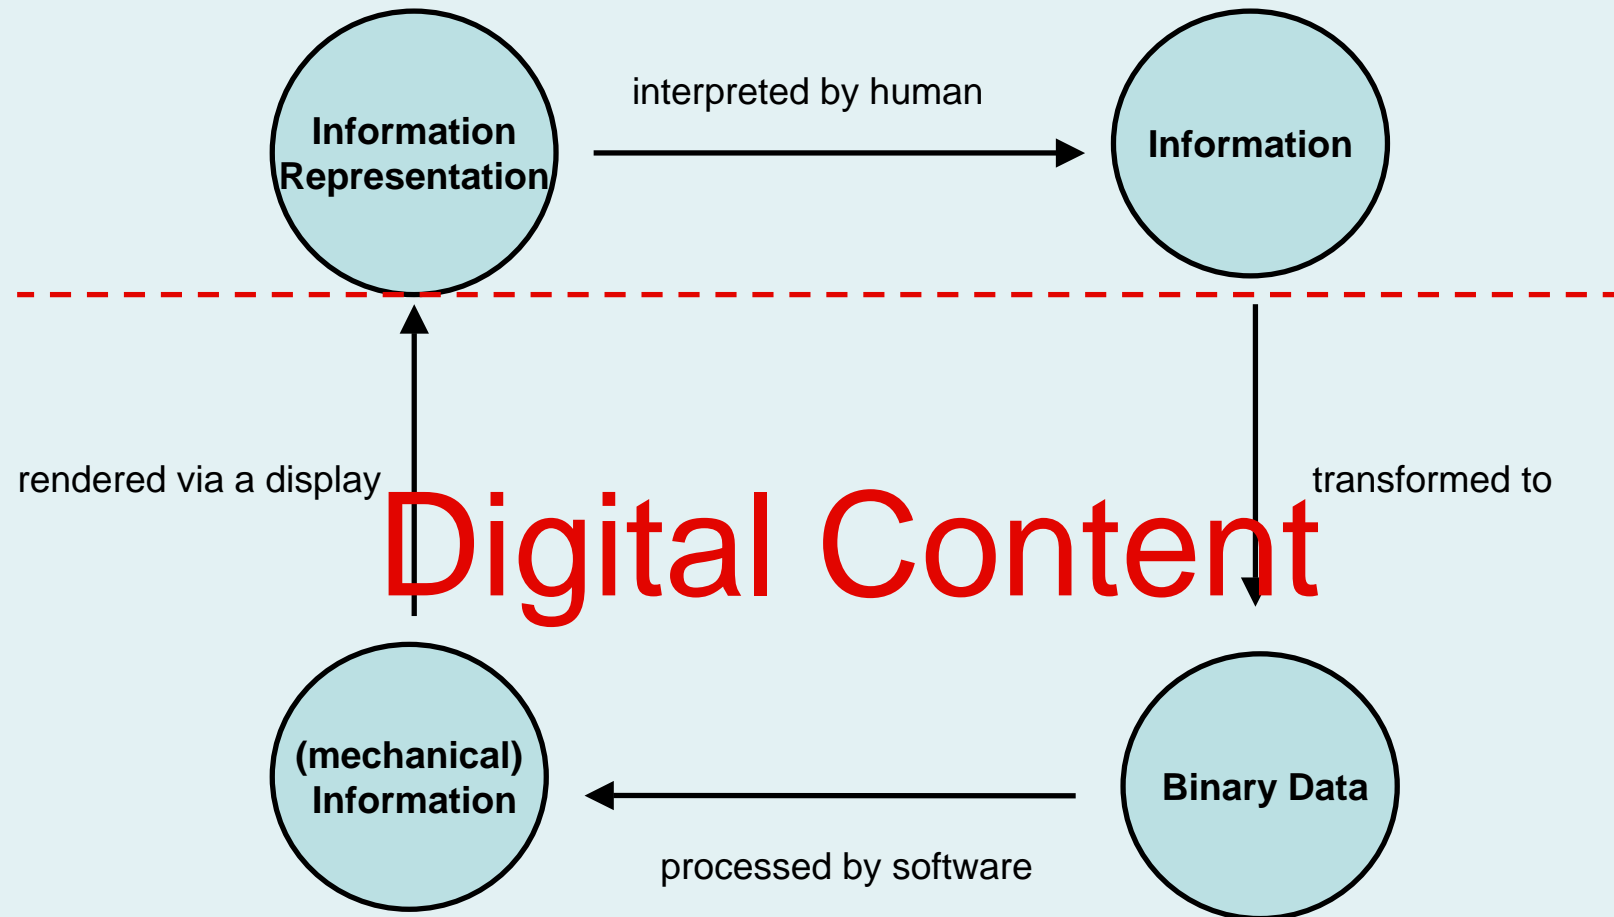 interpreted by human
Information
Representation
Information
rendered via a display
transformed to
Digital Content
(mechanical)
Information
Binary Data
processed by software